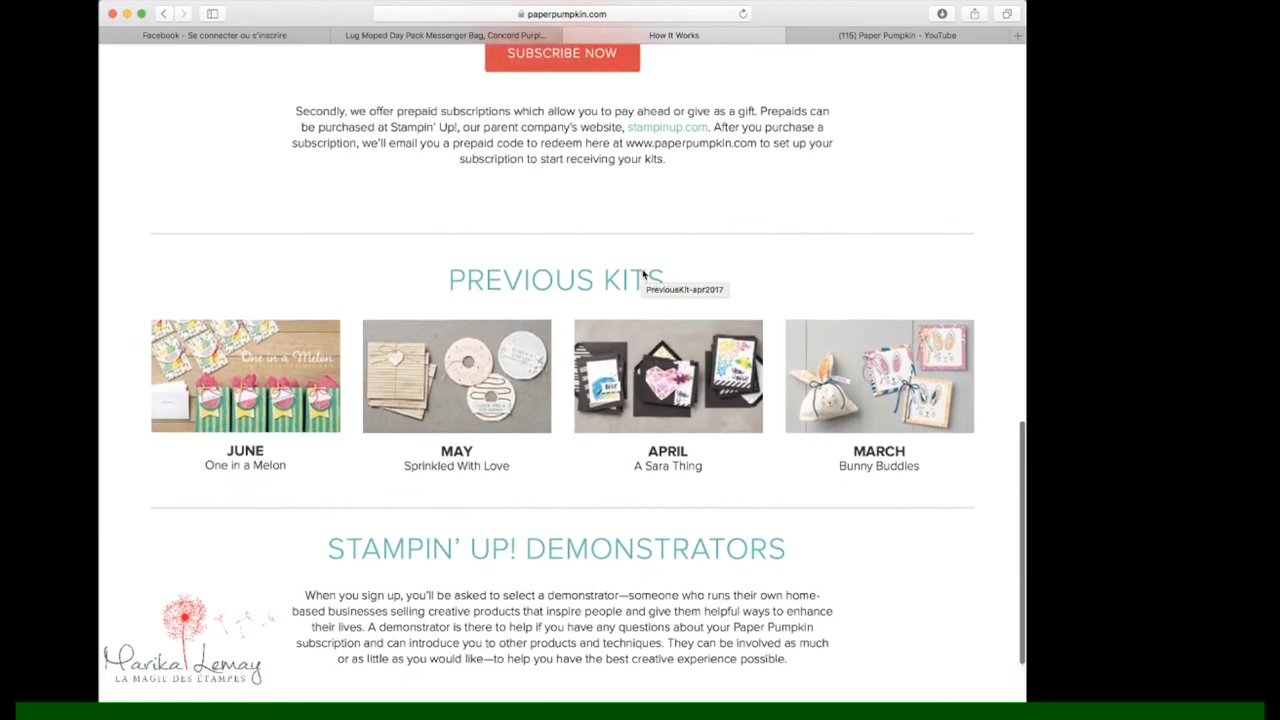 paperpumpkin.com
Facebook - Se connecter ou s'inscrire
Lug Moped Day Pack Messenger Bag, Concord Purpl...
How It Works
(115) Paper Pumpkin - YouTube
SUBSCRIBE NOW
Secondly, we offer prepaid subscriptions which allow you to pay ahead or give as a gift. Prepaids can
be purchased at Stampin' Up!, our parent company's website, stampinup.com. After you purchase a
subscription, we'll email you a prepaid code to redeem here at www.paperpumpkin.com to set up your
subscription to start receiving your kits.
PREVIOUS KITS
PreviousKit-apr2017
One in a Melon
JUNE
One in a Melon
MAY
Sprinkled With Love
APRIL
A Sara Thing
MARCH
Bunny Buddies
STAMPIN' UP! DEMONSTRATORS
When you sign up, you'll be asked to select a demonstrator—someone who runs their own home-
based businesses selling creative products that inspire people and give them helpful ways to enhance
their lives. A demonstrator is there to help if you have any questions about your Paper Pumpkin
subscription and can introduce you to other products and techniques. They can be involved as much
or as little as you would like—to help you have the best creative experience possible.
Marika Lemay
LA MAGIE DES ÉTAMPES